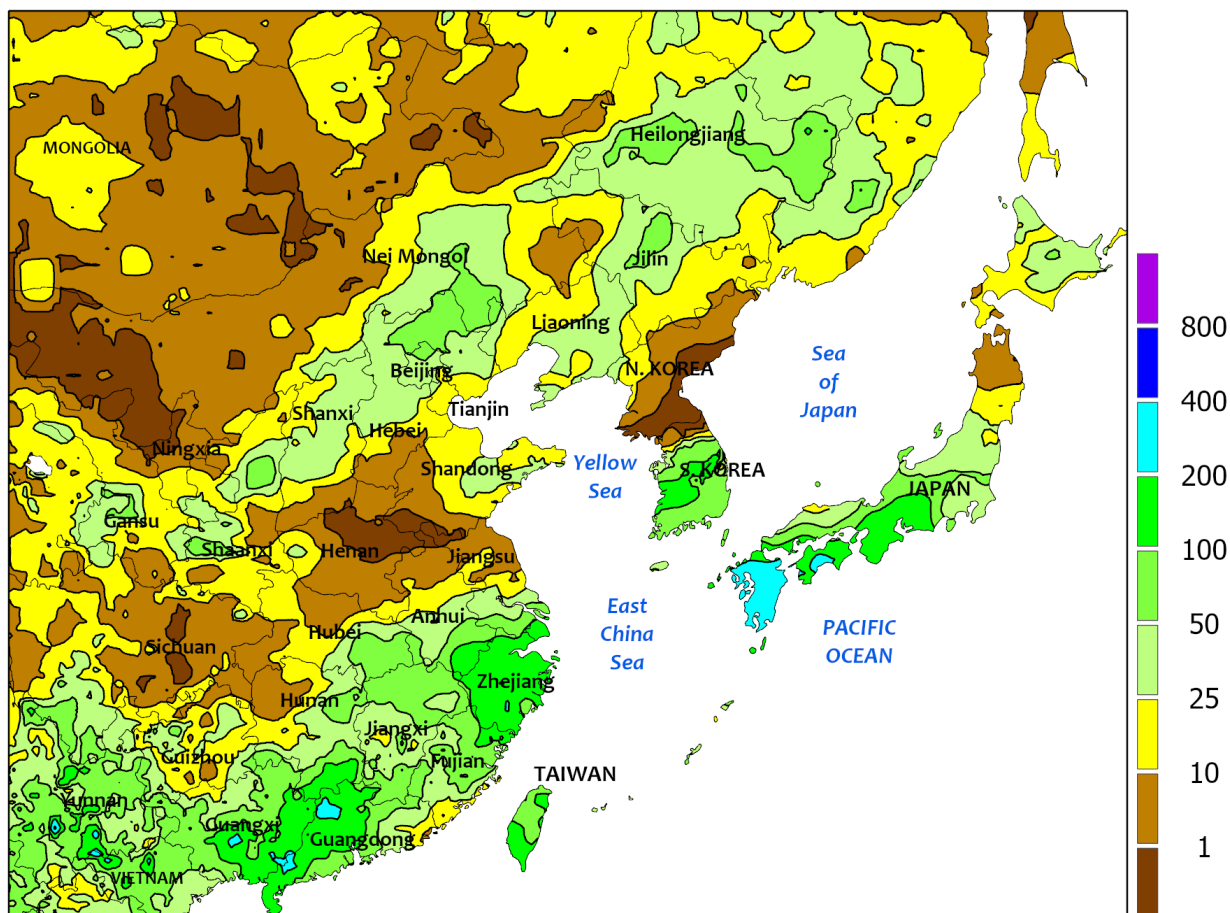 Heilongjiang
MONGOLIA
Nei Mongol
Jilin
Liaoning
Beijing
N. KOREA
Sea
of
Japan
Tianjin
Shanxi
Hebei
Ningxia
Shandong
Yellow
Sea
S. KOREA
JAPAN
Gansu
Shaanxi
Henan
Jiangsu
Anhui
Hubei
East
China
Sea
PACIFIC
OCEAN
Sichuan
Zhejiang
Hunan
Jiangxi
Guizhou
Fujian
TAIWAN
Yunnan
Guangxi
Guangdong
VIETNAM
800
400
200
100
50
25
10
1